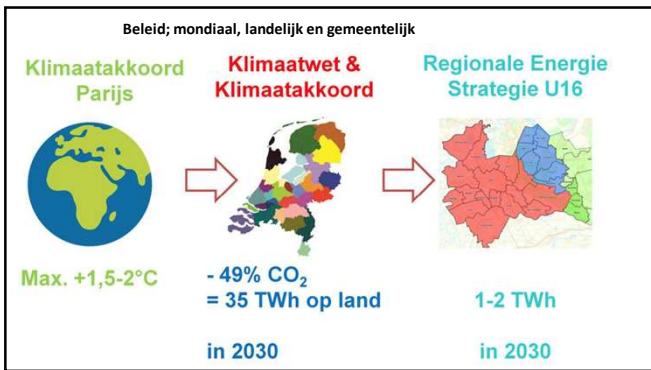 Beleid; mondiaal, landelijk en gemeentelijk
Klimaatakkoord
Parijs
Klimaatwet &
Klimaatakkoord
Regionale Energie
Strategie U16
Max. +1,5-2°C
- 49% CO₂
= 35 TWh op land
in 2030
1-2 TWh
in 2030